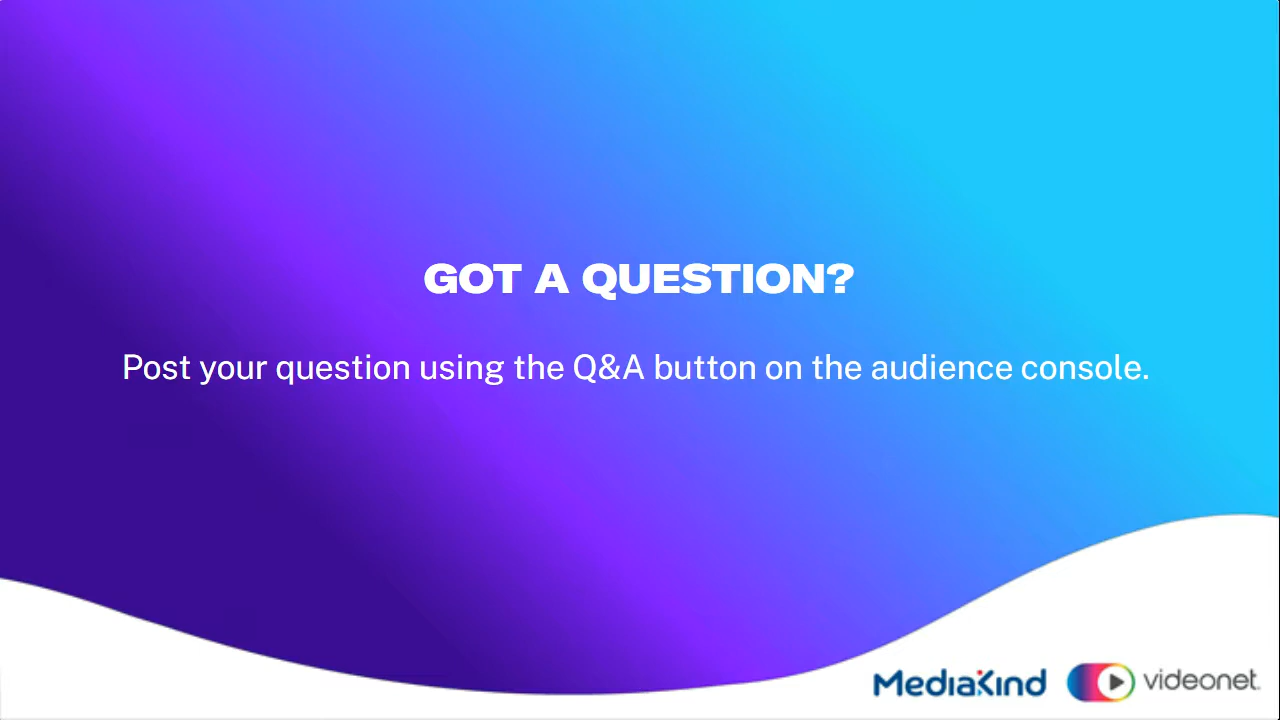 GOT A QUESTION?
Post your question using the Q&A button on the audience console.
MediaKind videonet.